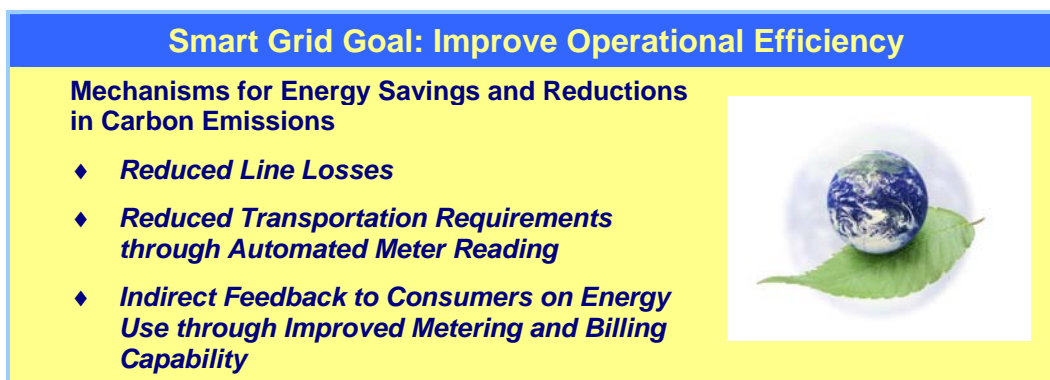 Smart Grid Goal: Improve Operational Efficiency
Mechanisms for Energy Savings and Reductions
in Carbon Emissions
♦ Reduced Line Losses
♦ Reduced Transportation Requirements
through Automated Meter Reading
♦ Indirect Feedback to Consumers on Energy
Use through Improved Metering and Billing
Capability